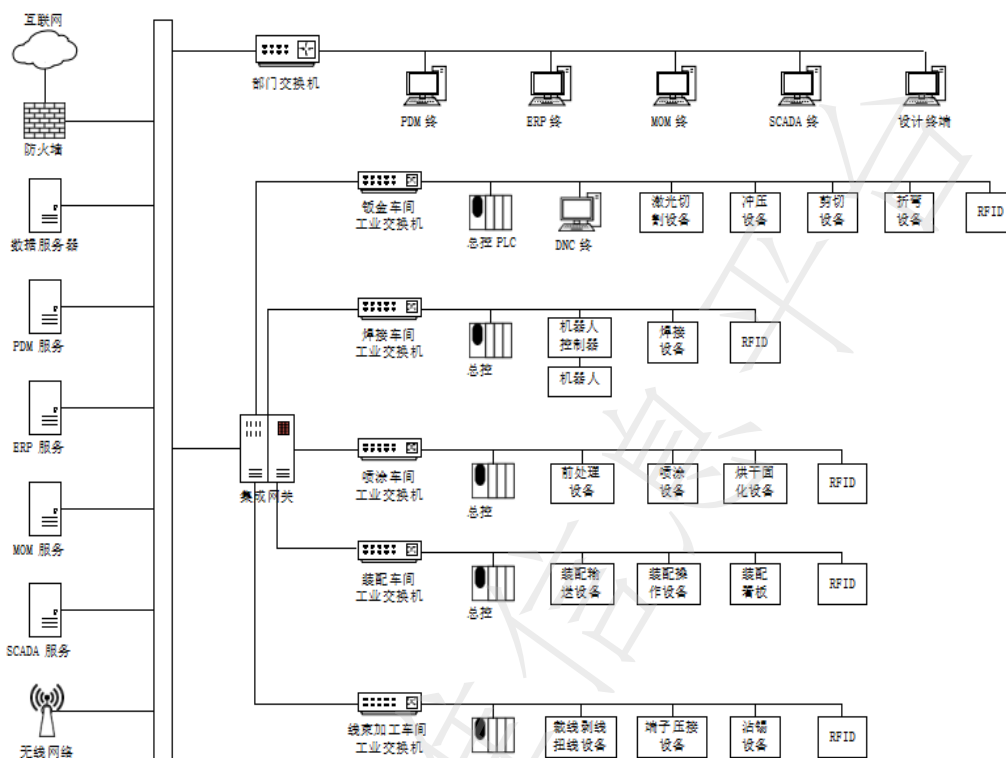 互联网
防火墙
数据服务器
PDM 服务
ERP 服务
MOM 服务
SCADA 服务
无线网络
部门交换机
PDM 终
ERP 终
MOM 终
SCADA 终
设计终端
钣金车间
工业交换机
总控 PLC
DNC 终
激光切
割设备
冲压
设备
剪切
设备
折弯
设备
RFID
焊接车间
工业交换机
总控
机器人
控制器
机器人
焊接
设备
RFID
集成网关
喷涂车间
工业交换机
总控
前处理
设备
喷涂
设备
烘干固
化设备
RFID
装配车间
工业交换机
总控
装配输
送设备
装配操
作设备
装配
看板
RFID
线束加工车间
工业交换机
裁线剥线
扭线设备
端子压接
设备
沾锡
设备
RFID
信息平台